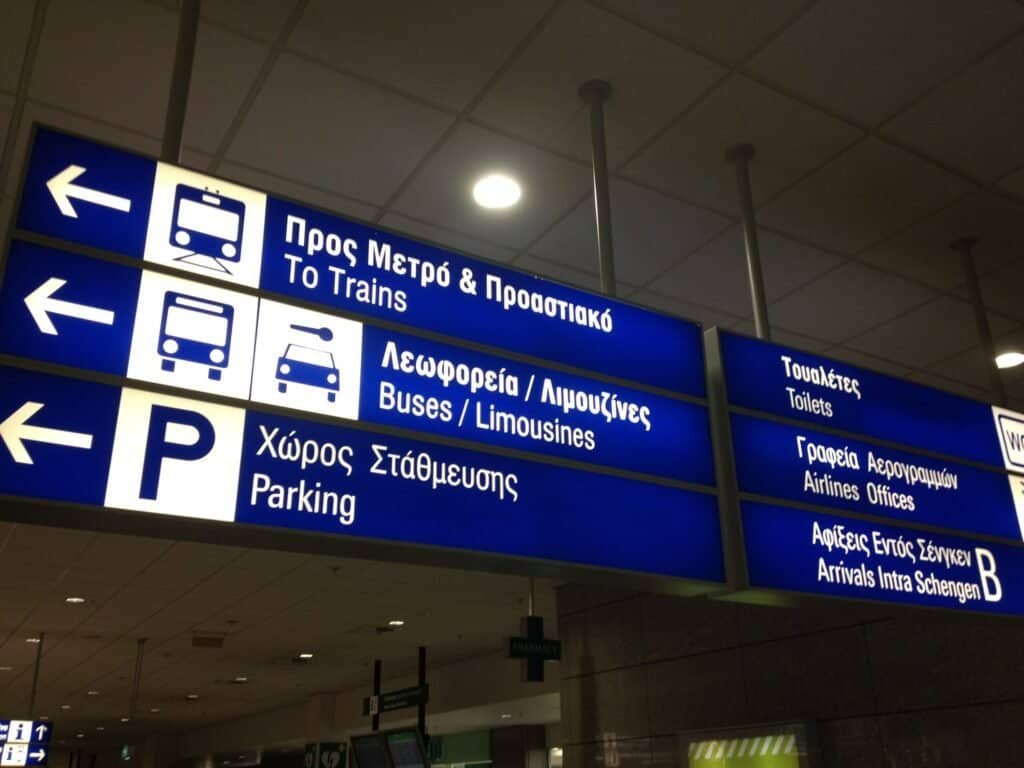 Προς Μετρό & Προαστιακό
To Trains
Λεωφορεία / Λιμουζίνες
Buses / Limousines
P
Χώρος Στάθμευσης
Parking
Τουαλέτες
Toilets
Γραφεία Αερογραμμών
Airlines Offices
Αφίξεις Εντός Σένγκεν
Arrivals Intra Schengen
B
PHARMACY